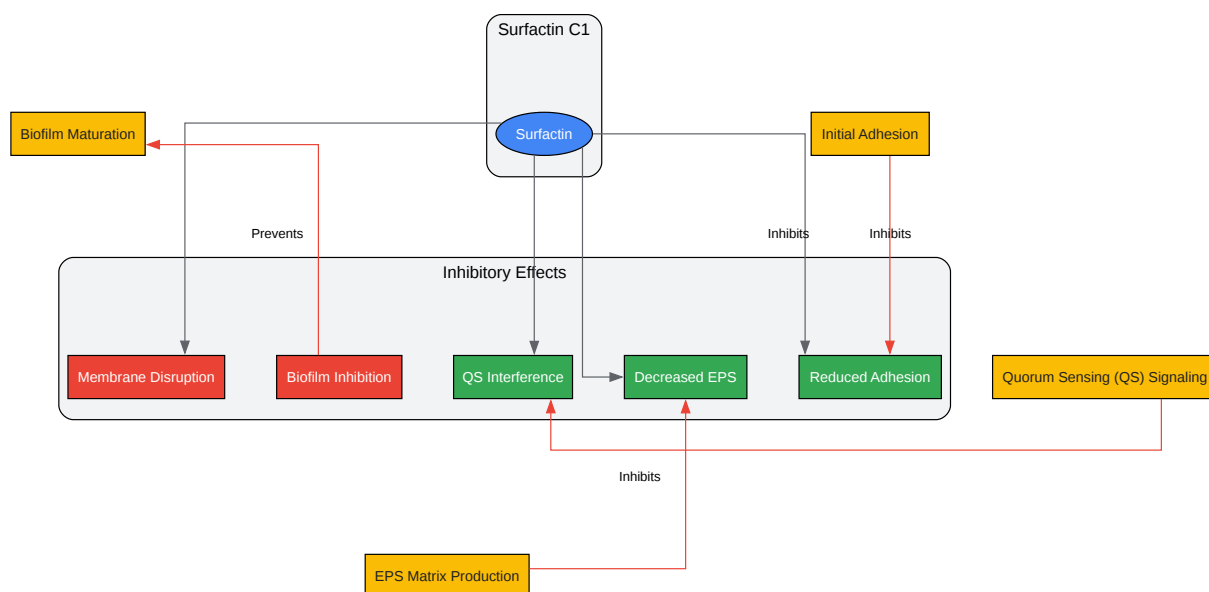 Surfactin C1
Biofilm Maturation
Surfactin
Initial Adhesion
Prevents
Inhibits
Inhibits
Inhibitory Effects
Membrane Disruption
Biofilm Inhibition
QS Interference
Decreased EPS
Reduced Adhesion
Quorum Sensing (QS) Signaling
Inhibits
EPS Matrix Production